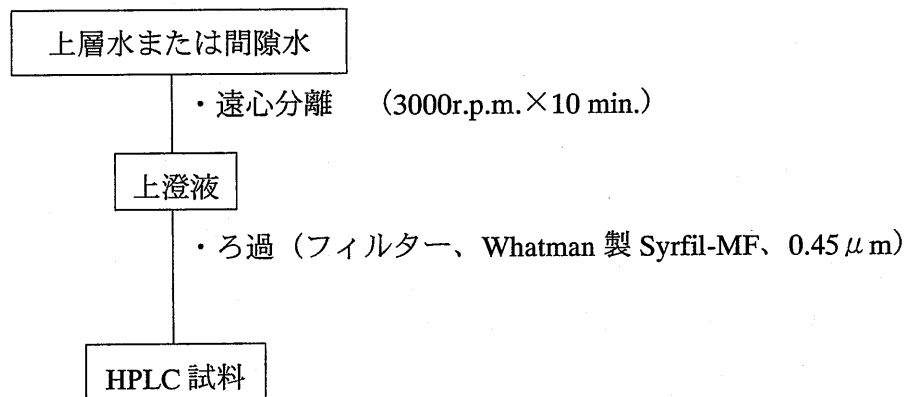 上層水または間隙水
・遠心分離　（3000r.p.m.×10 min.）
上澄液
・ろ過（フィルター、Whatman 製 Syrfil-MF、0.45μm）
HPLC 試料